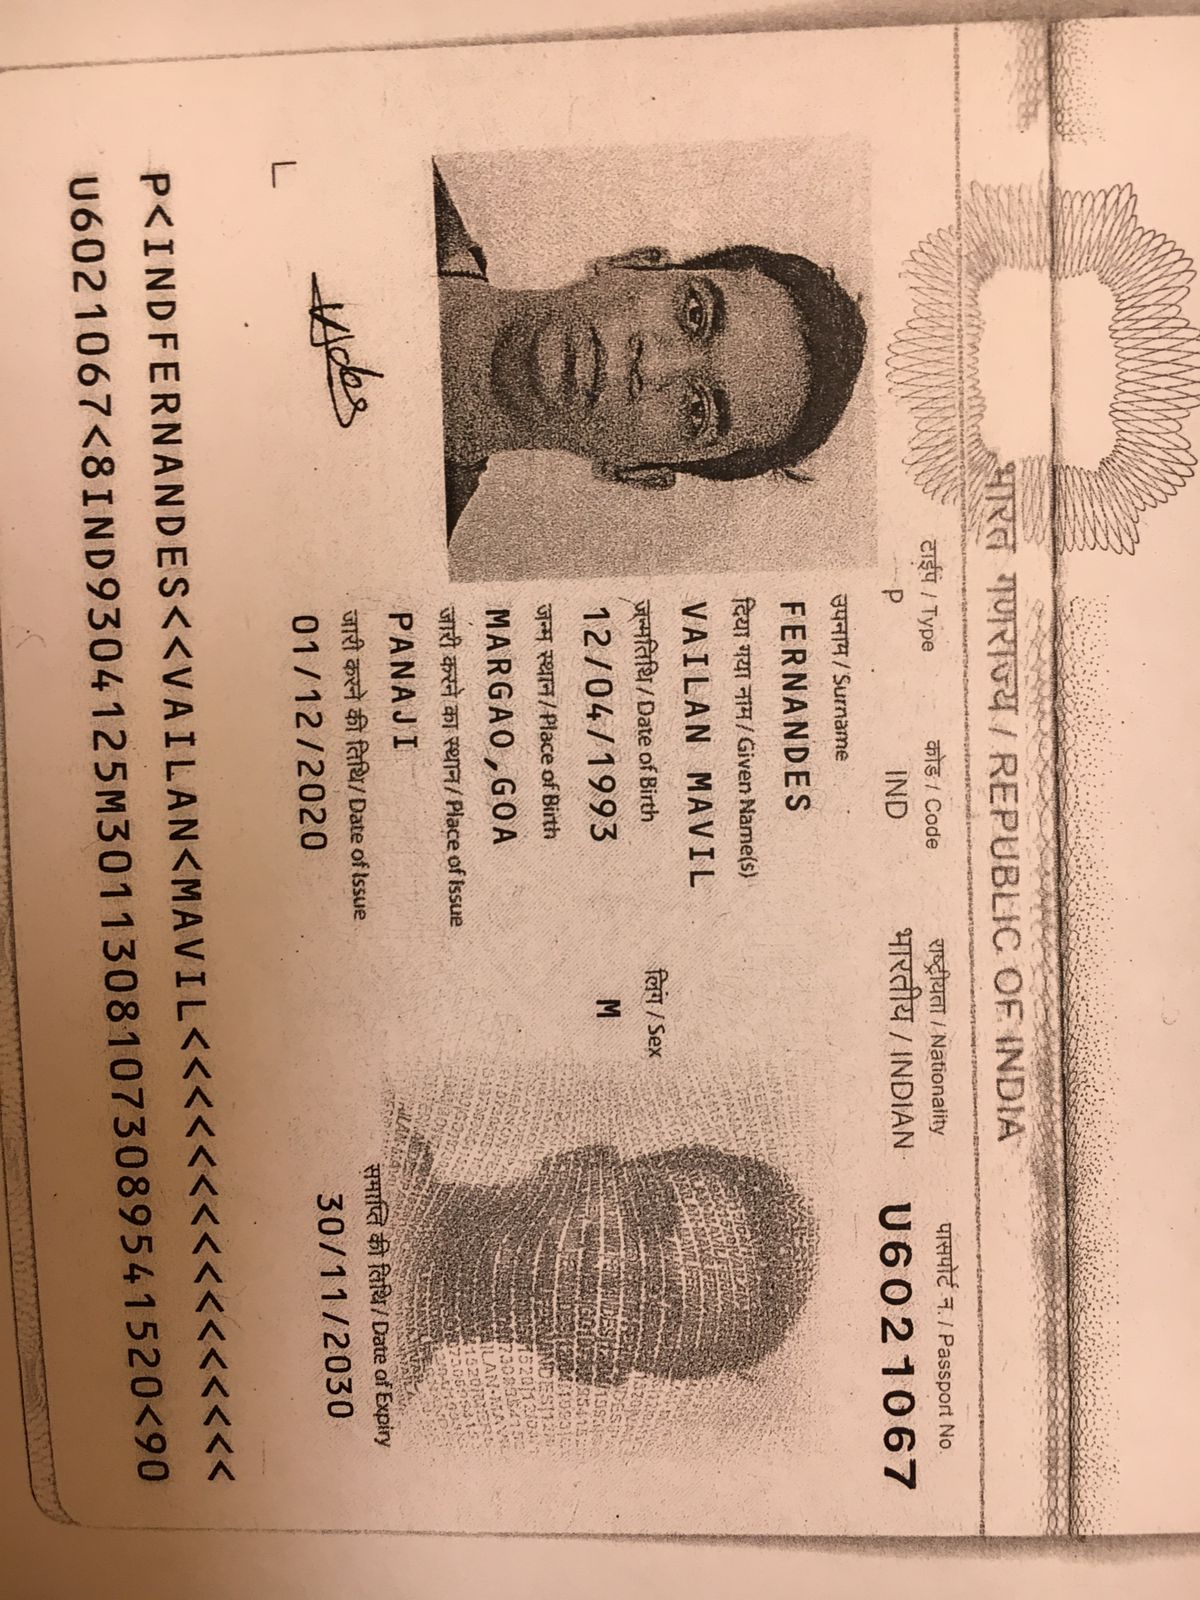 भारत गणराज्य / REPUBLIC OF INDIA
टाईप / Type कोड / Code राष्ट्रीयता / Nationality पासपोर्ट न. / Passport No.
P IND भारतीय / INDIAN U6021067
उपनाम / Surname
FERNANDES
दिया गया नाम / Given Name(s)
VAILAN MAVIL
जन्मतिथि / Date of Birth लिंग / Sex
12/04/1993 M
जन्म स्थान / Place of Birth
MARGAO,GOA
जारी करने का स्थान / Place of Issue
PANAJI
जारी करने की तिथि / Date of Issue समाप्ति की तिथि / Date of Expiry
01/12/2020 30/11/2030
P<INDFERNANDES<<VAILAN<MAVIL<<<<<<<<<<<<<<<<
U6021067<8IND9304125M30113081073089541520<90